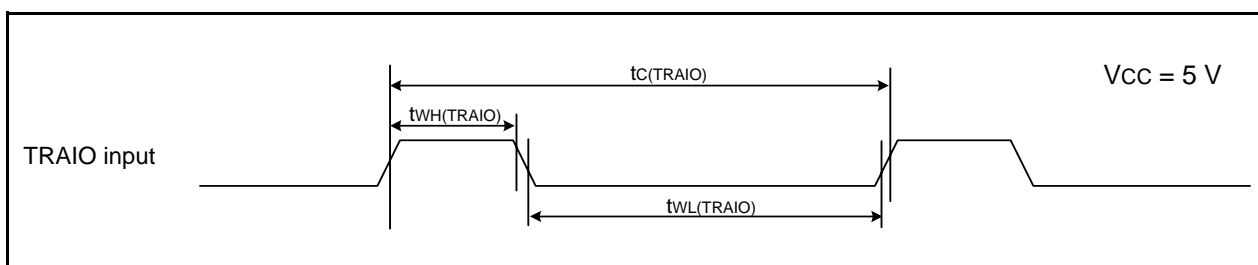 tC(TRAIO)
VCC = 5 V
tWH(TRAIO)
TRAIO input
tWL(TRAIO)